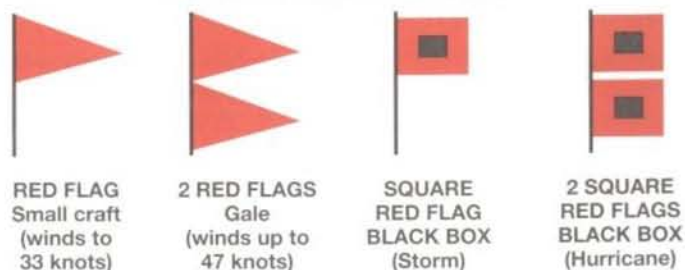 RED FLAG
Small craft
(winds to
33 knots)
2 RED FLAGS
Gale
(winds up to
47 knots)
SQUARE
RED FLAG
BLACK BOX
(Storm)
2 SQUARE
RED FLAGS
BLACK BOX
(Hurricane)